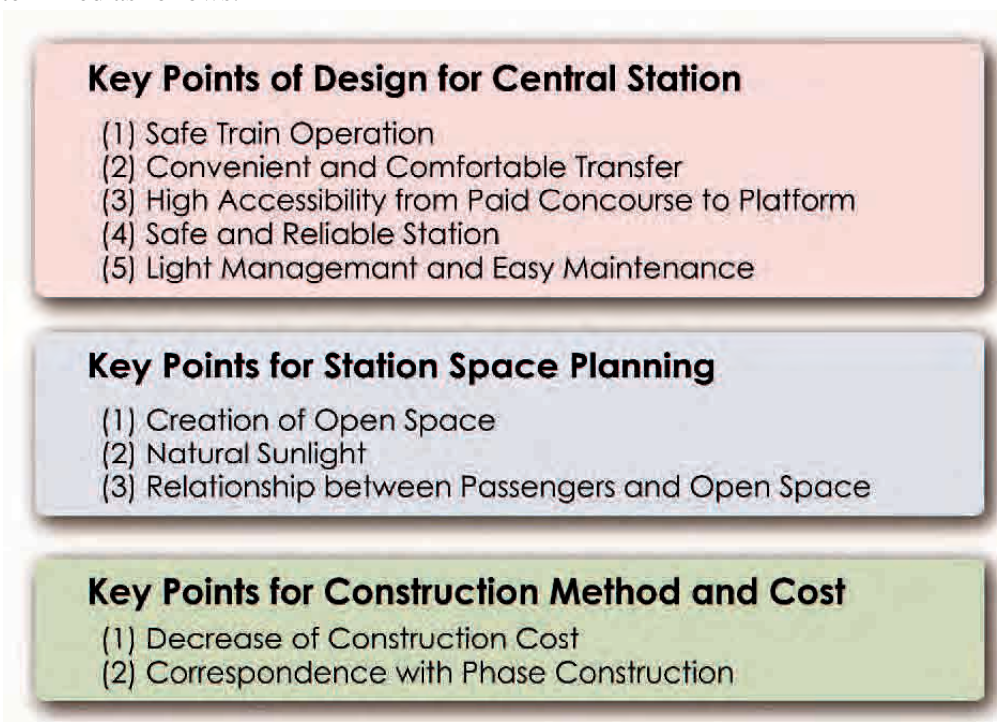 Key Points of Design for Central Station
(1) Safe Train Operation
(2) Convenient and Comfortable Transfer
(3) High Accessibility from Paid Concourse to Platform
(4) Safe and Reliable Station
(5) Light Managemant and Easy Maintenance
Key Points for Station Space Planning
(1) Creation of Open Space
(2) Natural Sunlight
(3) Relationship between Passengers and Open Space
Key Points for Construction Method and Cost
(1) Decrease of Construction Cost
(2) Correspondence with Phase Construction